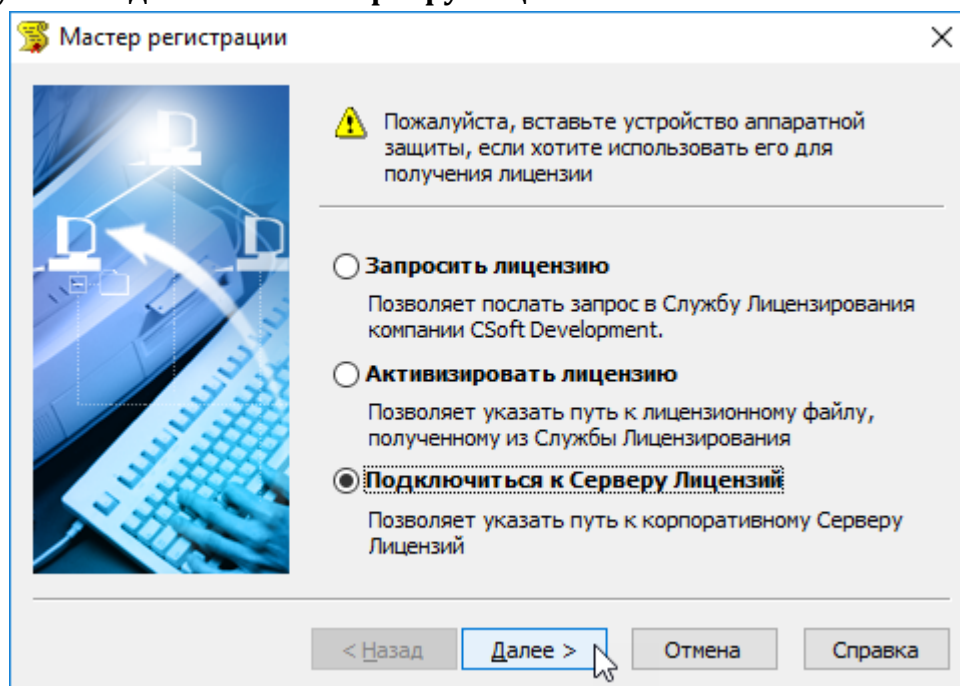 Мастер регистрации
Пожалуйста, вставьте устройство аппаратной
защиты, если хотите использовать его для
получения лицензии
Запросить лицензию
Позволяет послать запрос в Службу Лицензирования
компании CSoft Development.
Активизировать лицензию
Позволяет указать путь к лицензионному файлу,
полученному из Службы Лицензирования
Подключиться к Серверу Лицензий
Позволяет указать путь к корпоративному Серверу
Лицензий
< Назад Далее > Отмена Справка